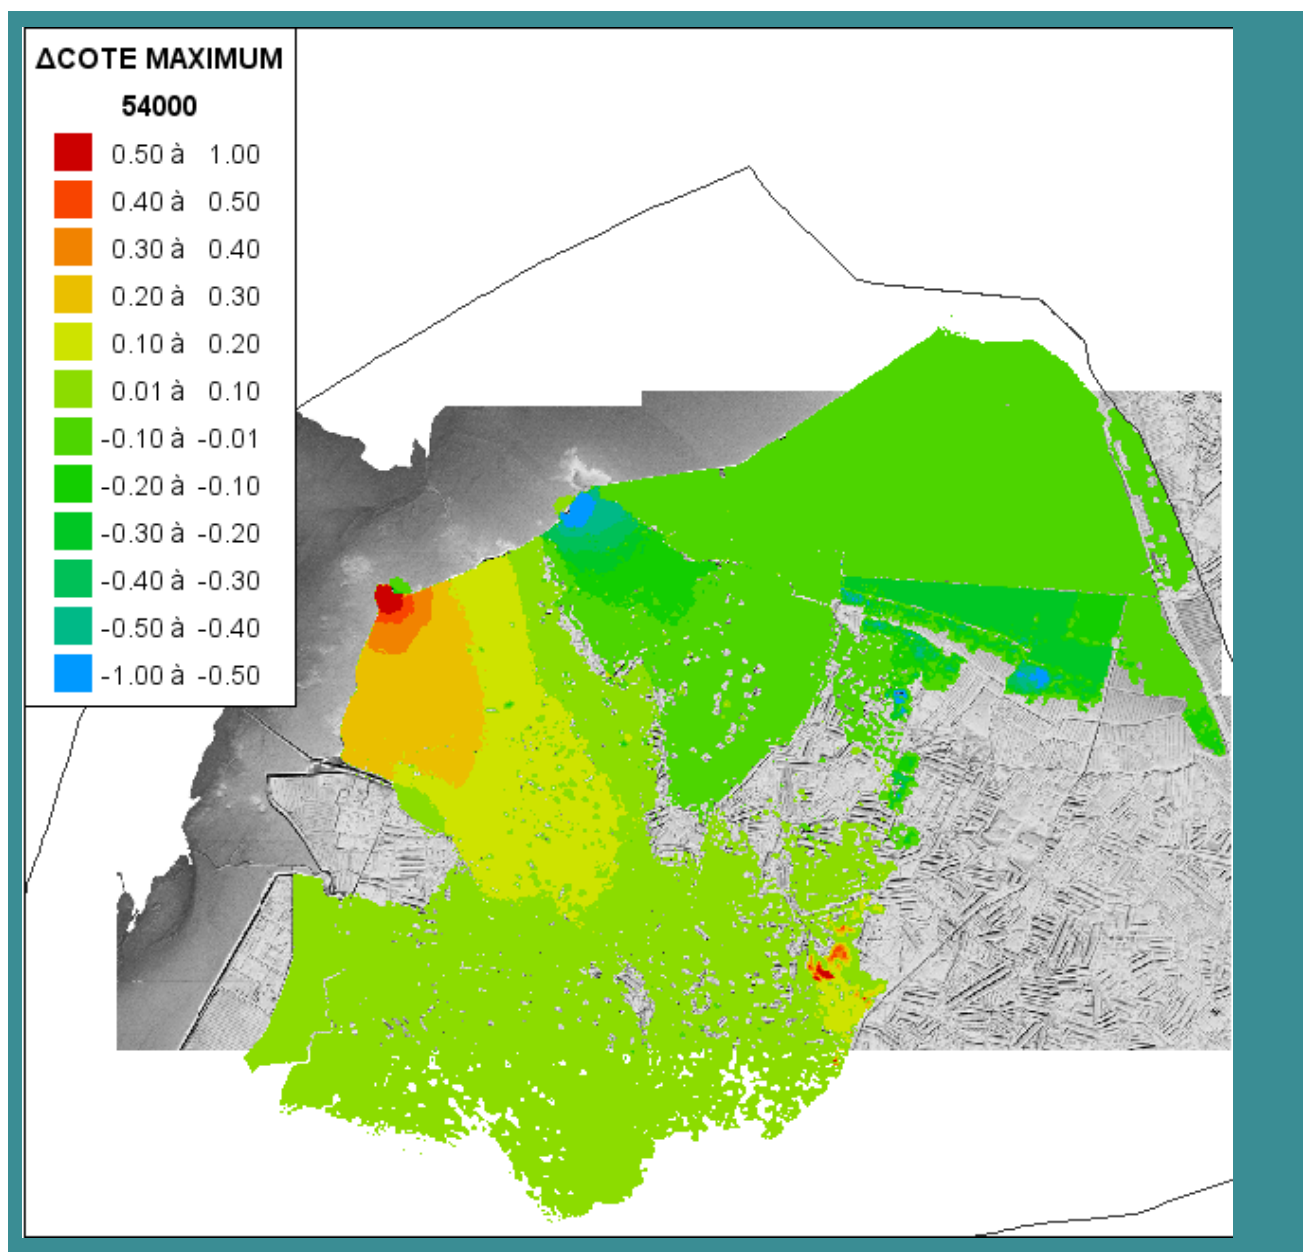 ΔCOTE MAXIMUM
54000
0.50 à 1.00
0.40 à 0.50
0.30 à 0.40
0.20 à 0.30
0.10 à 0.20
0.01 à 0.10
-0.10 à -0.01
-0.20 à -0.10
-0.30 à -0.20
-0.40 à -0.30
-0.50 à -0.40
-1.00 à -0.50